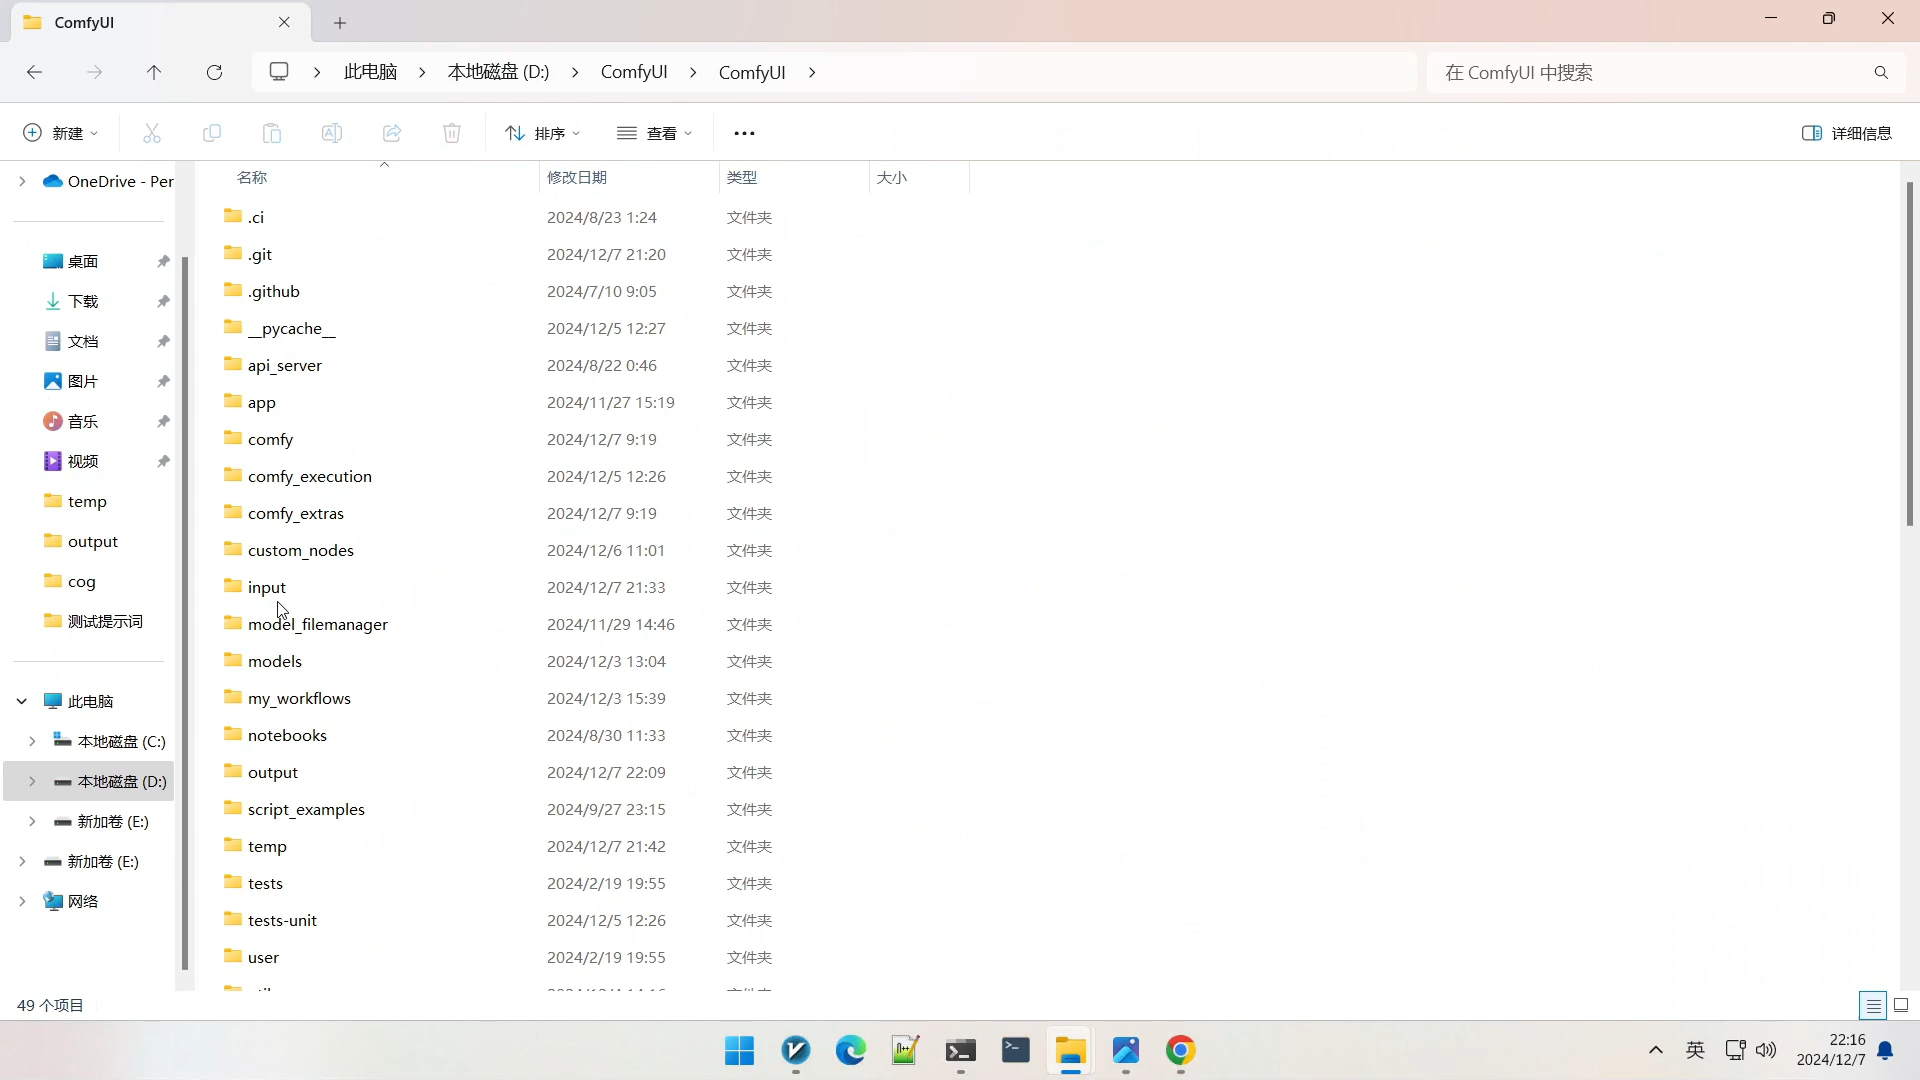 ComfyUI
此电脑 本地磁盘 (D:) ComfyUI ComfyUI
在 ComfyUI 中搜索
新建 排序 查看 详细信息
OneDrive - Per
桌面
下载
文档
图片
音乐
视频
temp
output
cog
测试提示词
此电脑
本地磁盘 (C:)
本地磁盘 (D:)
新加卷 (E:)
新加卷 (E:)
网络
名称 修改日期 类型 大小
.ci 2024/8/23 1:24 文件夹
.git 2024/12/7 21:20 文件夹
.github 2024/7/10 9:05 文件夹
__pycache__ 2024/12/5 12:27 文件夹
api_server 2024/8/22 0:46 文件夹
app 2024/11/27 15:19 文件夹
comfy 2024/12/7 9:19 文件夹
comfy_execution 2024/12/5 12:26 文件夹
comfy_extras 2024/12/7 9:19 文件夹
custom_nodes 2024/12/6 11:01 文件夹
input 2024/12/7 21:33 文件夹
model_filemanager 2024/11/29 14:46 文件夹
models 2024/12/3 13:04 文件夹
my_workflows 2024/12/3 15:39 文件夹
notebooks 2024/8/30 11:33 文件夹
output 2024/12/7 22:09 文件夹
script_examples 2024/9/27 23:15 文件夹
temp 2024/12/7 21:42 文件夹
tests 2024/2/19 19:55 文件夹
tests-unit 2024/12/5 12:26 文件夹
user 2024/2/19 19:55 文件夹
49 个项目
英
22:16
2024/12/7